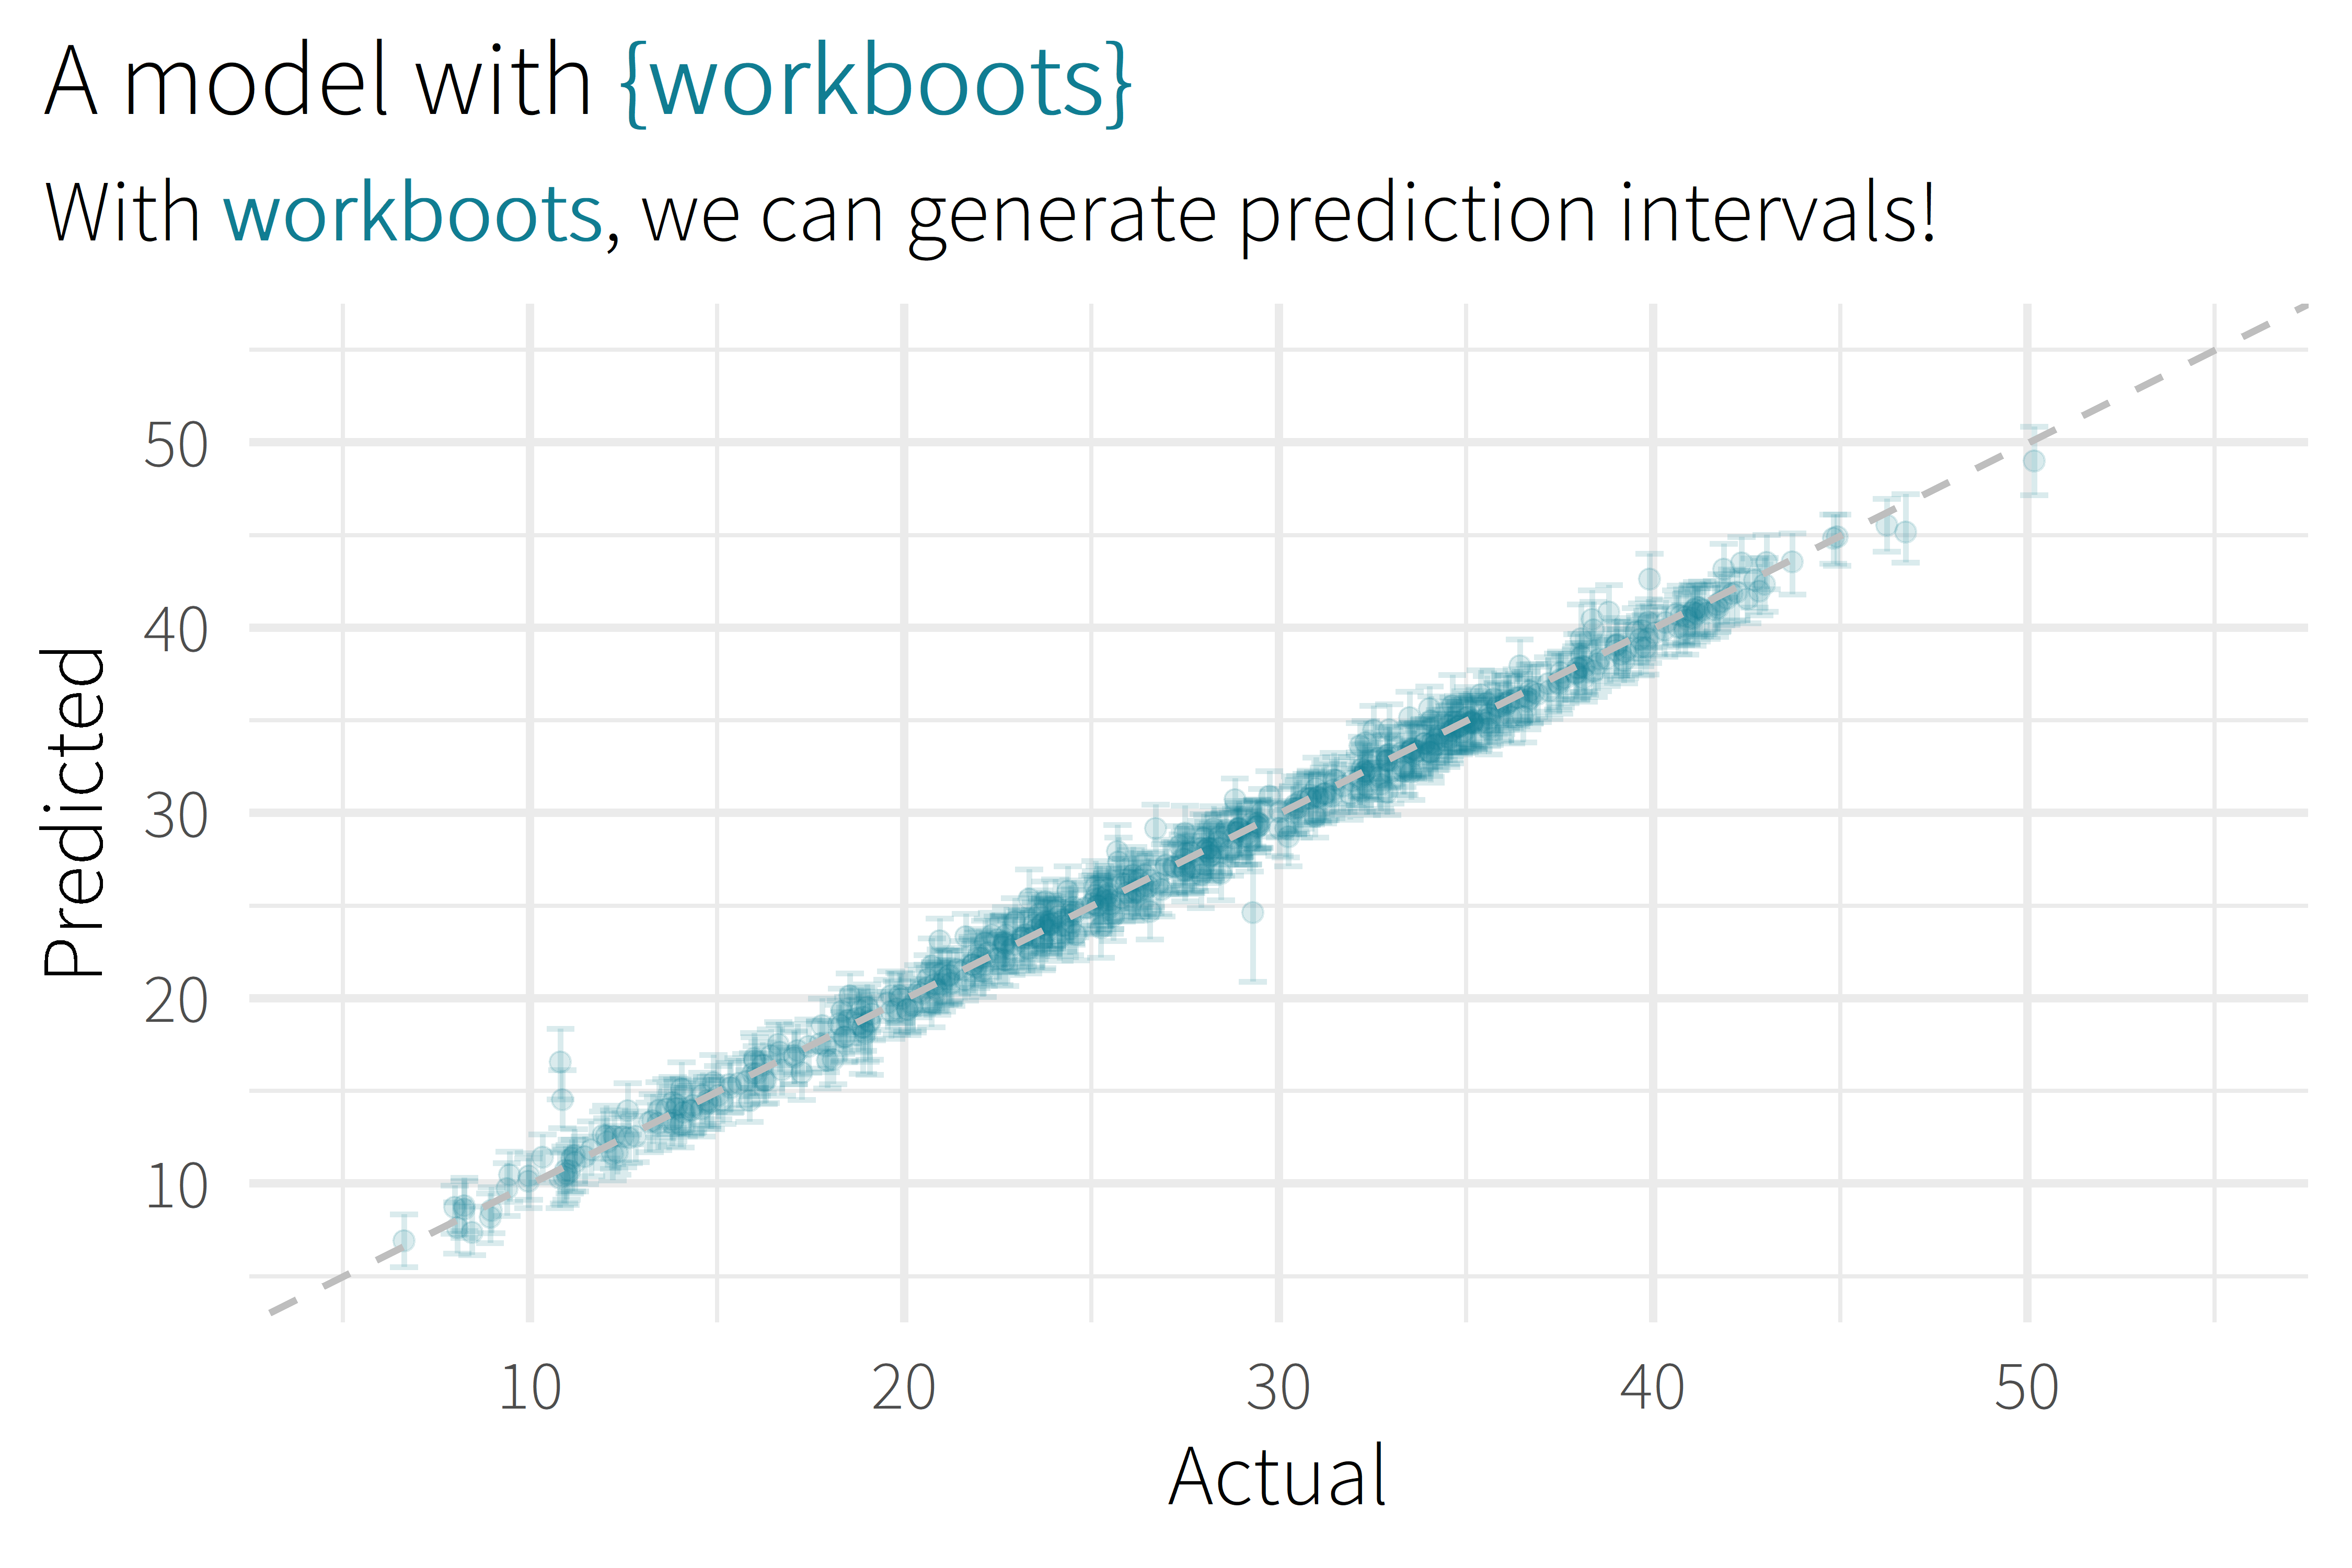 A model with {workboots}
With workboots, we can generate prediction intervals!
50
40
30
20
10
Predicted
10 20 30 40 50
Actual